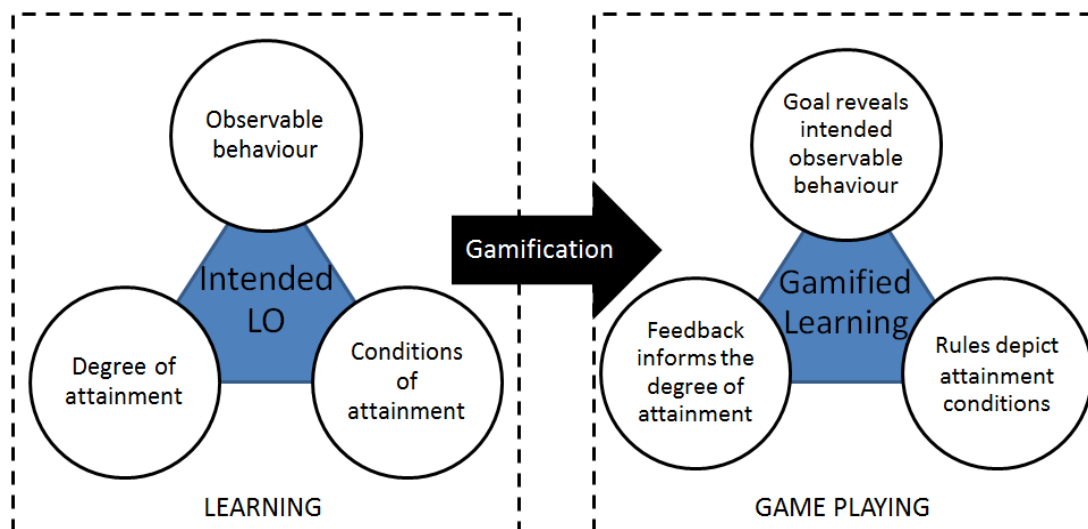 Observable
behaviour
Intended
LO
Degree of
attainment
Conditions
of
attainment
LEARNING
Gamification
Goal reveals
intended
observable
behaviour
Gamified
Learning
Feedback
informs the
degree of
attainment
Rules depict
attainment
conditions
GAME PLAYING